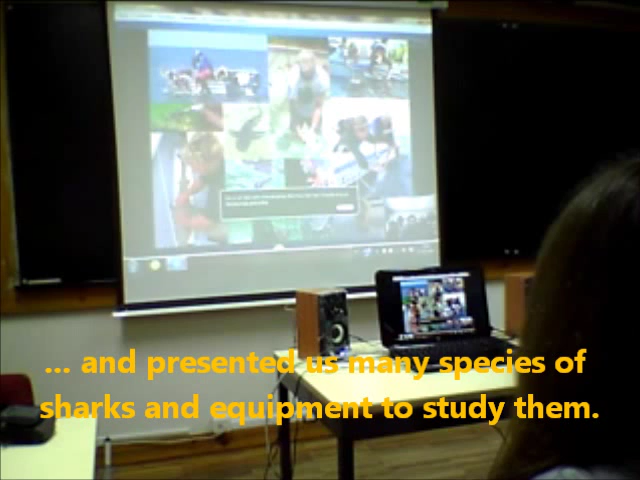 ... and presented us many species of
sharks and equipment to study them.